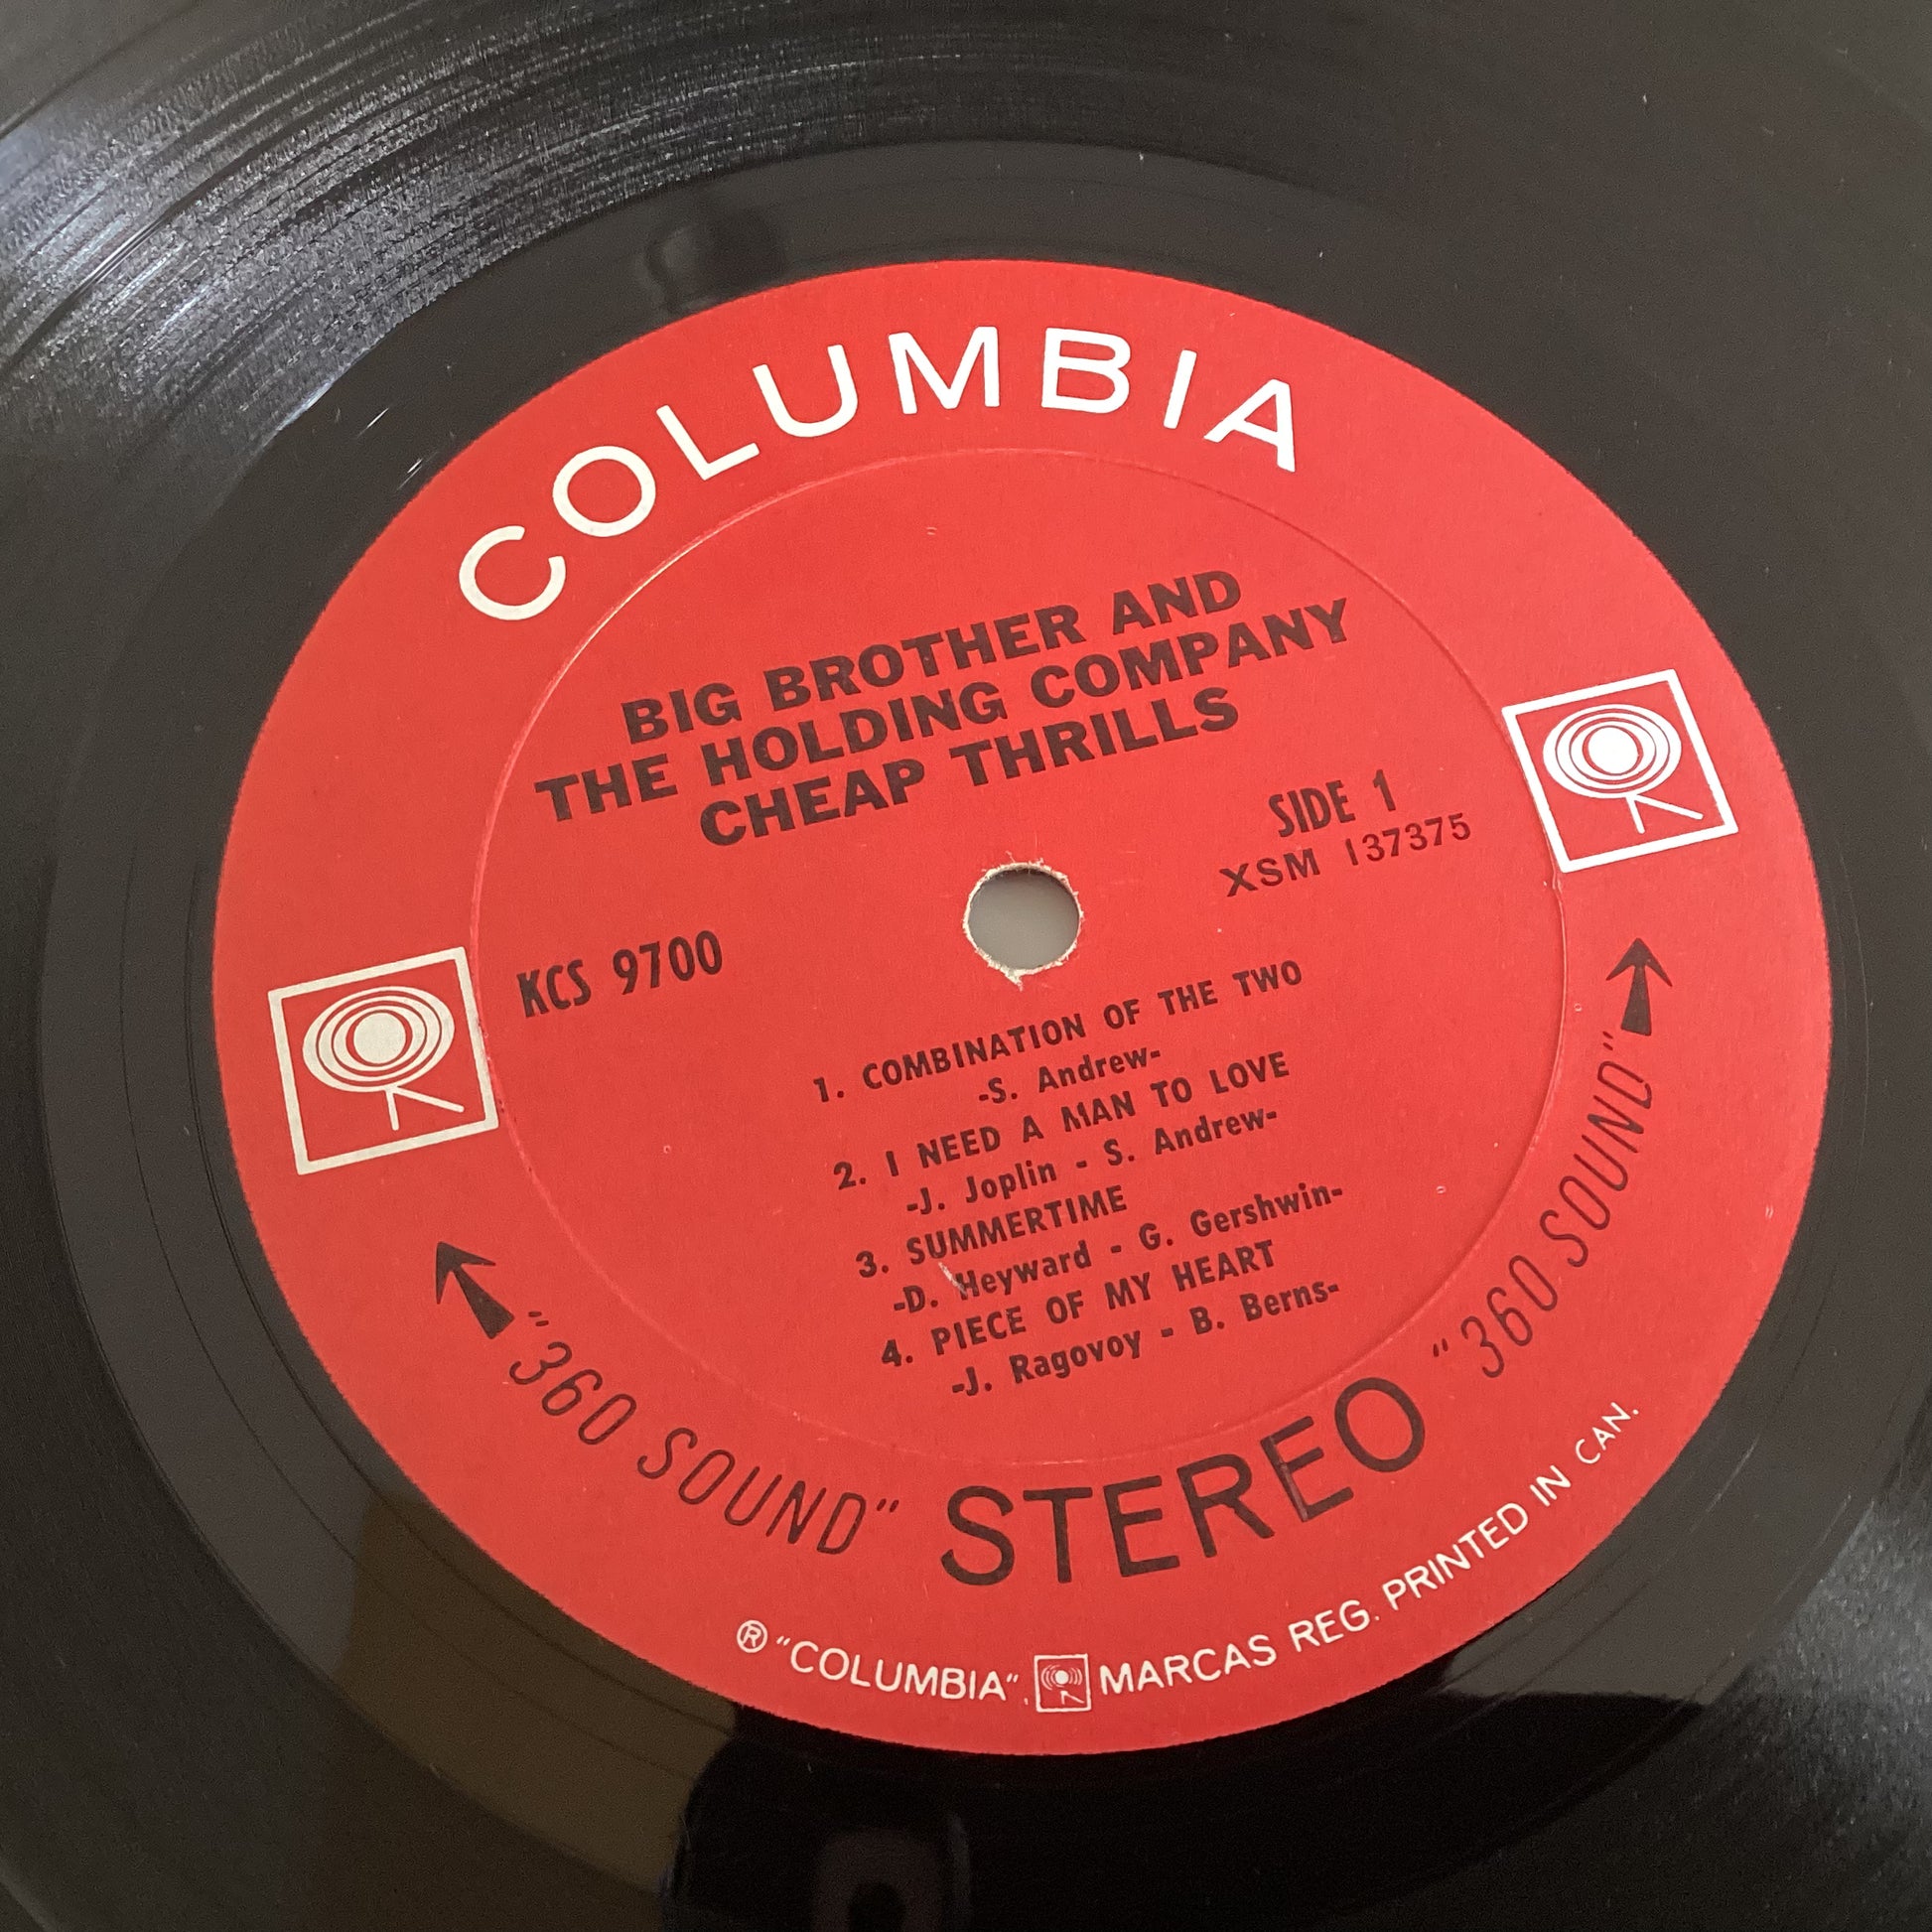 COLUMBIA
BIG BROTHER AND
THE HOLDING COMPANY
CHEAP THRILLS
SIDE 1
XSM 137375
KCS 9700
1. COMBINATION OF THE TWO
-S. Andrew-
2. I NEED A MAN TO LOVE
-J. Joplin - S. Andrew-
3. SUMMERTIME
-D. Heyward - G. Gershwin-
4. PIECE OF MY HEART
-J. Ragovoy - B. Berns-
"360 SOUND" STEREO "360 SOUND"
® "COLUMBIA", MARCAS REG. PRINTED IN CAN.